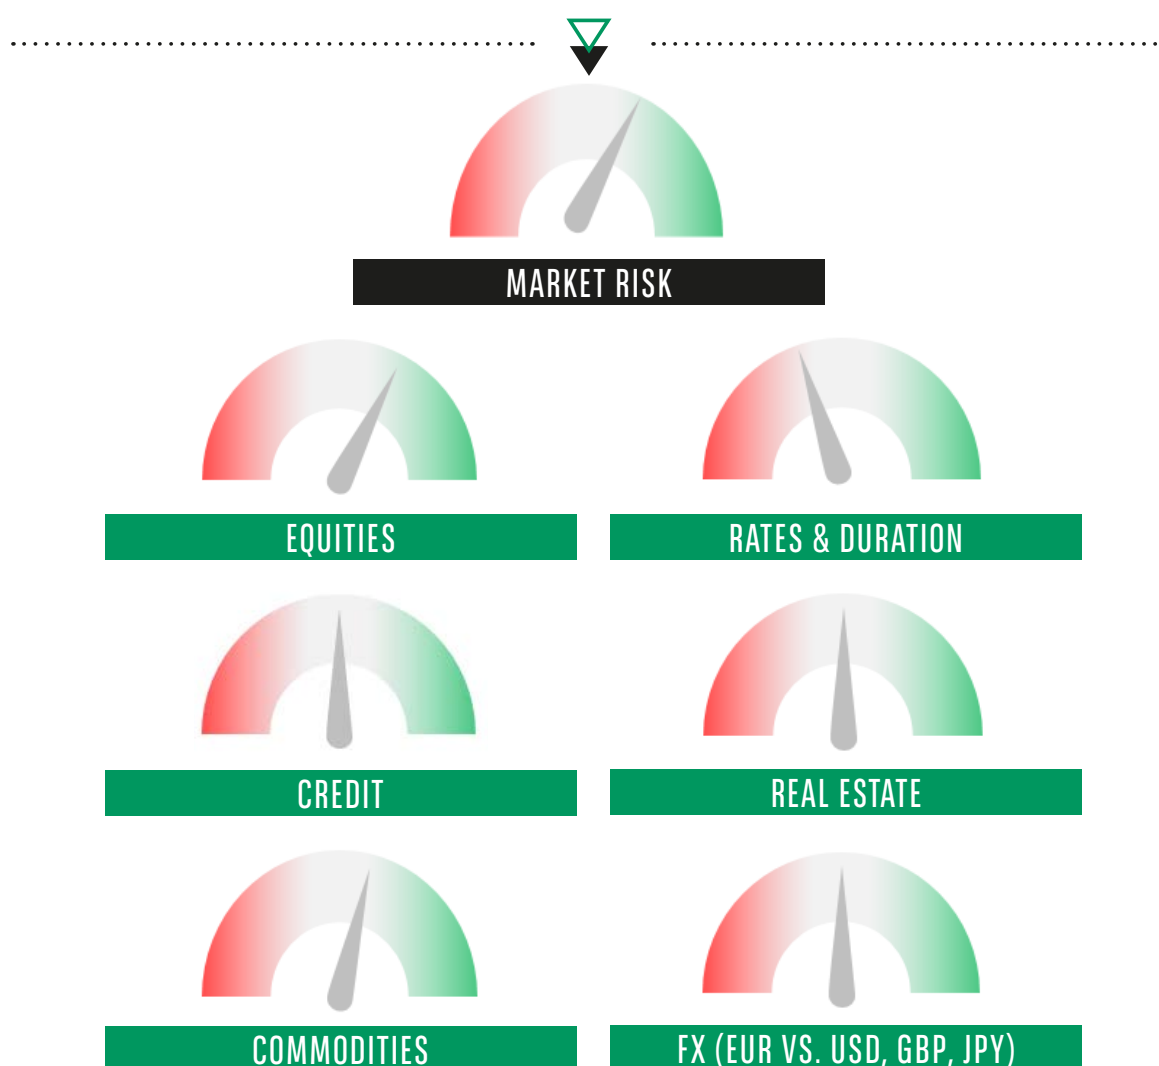 MARKET RISK
EQUITIES
RATES & DURATION
CREDIT
REAL ESTATE
COMMODITIES
FX (EUR VS. USD, GBP, JPY)